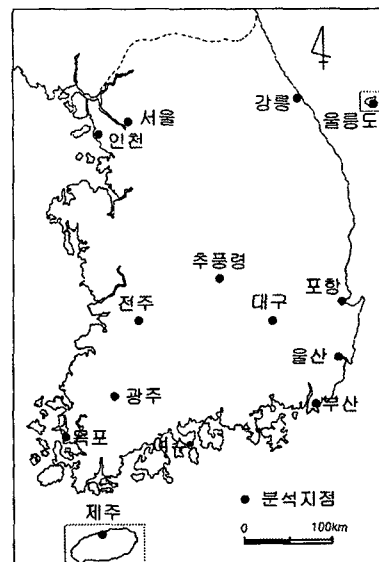 강릉
울릉도
서울
인천
추풍령
포항
전주
대구
울산
광주
부산
목포
여수
분석지점
제주
0 100km